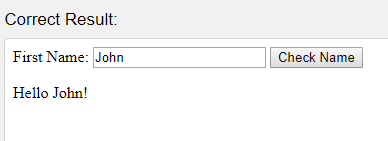 Correct Result:
First Name: John Check Name
Hello John!